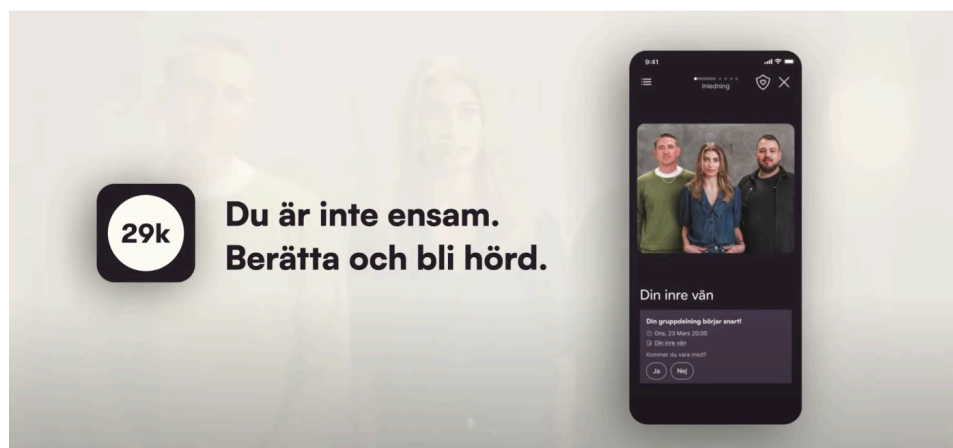 29k
Du är inte ensam.
Berätta och bli hörd.
9:41
Inledning
Din inre vän
Din gruppdelning börjar snart!
Ons, 23 Mars 20:00
Din inre vän
Kommer du vara med?
Ja
Nej